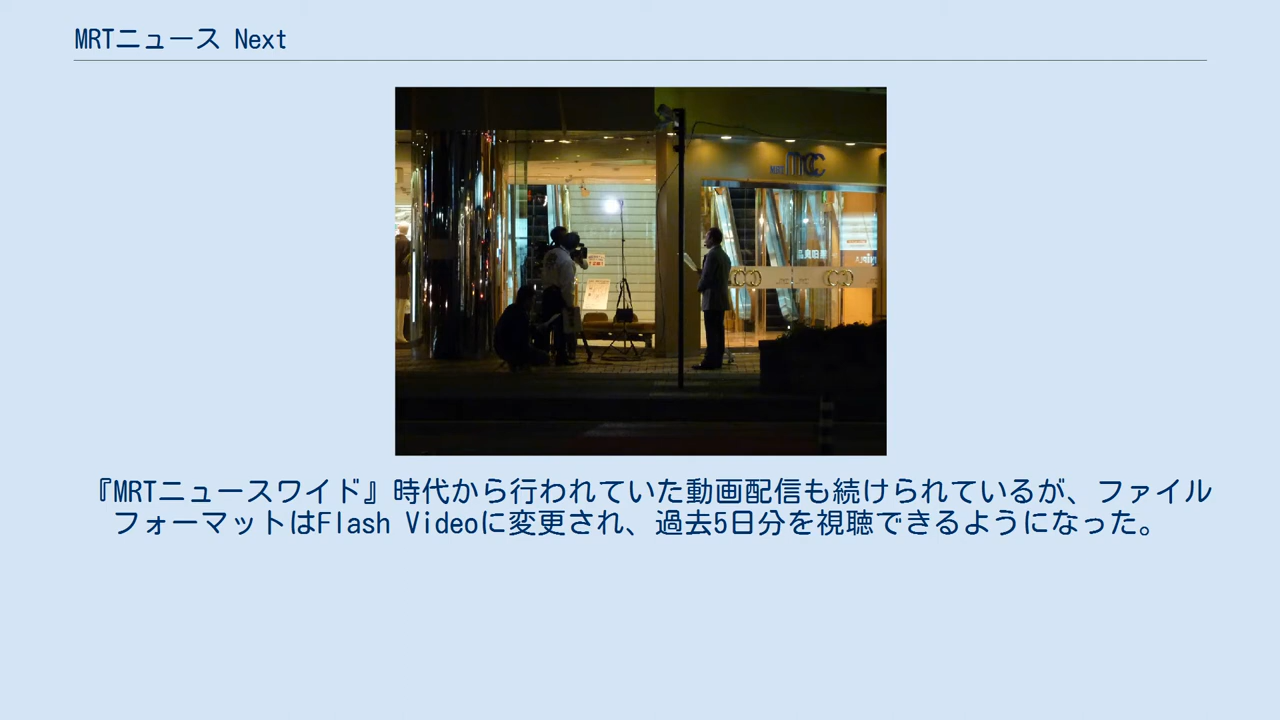 MRTニュース Next
MRT mcc
『MRTニュースワイド』時代から行われていた動画配信も続けられているが、ファイル
フォーマットはFlash Videoに変更され、過去5日分を視聴できるようになった。